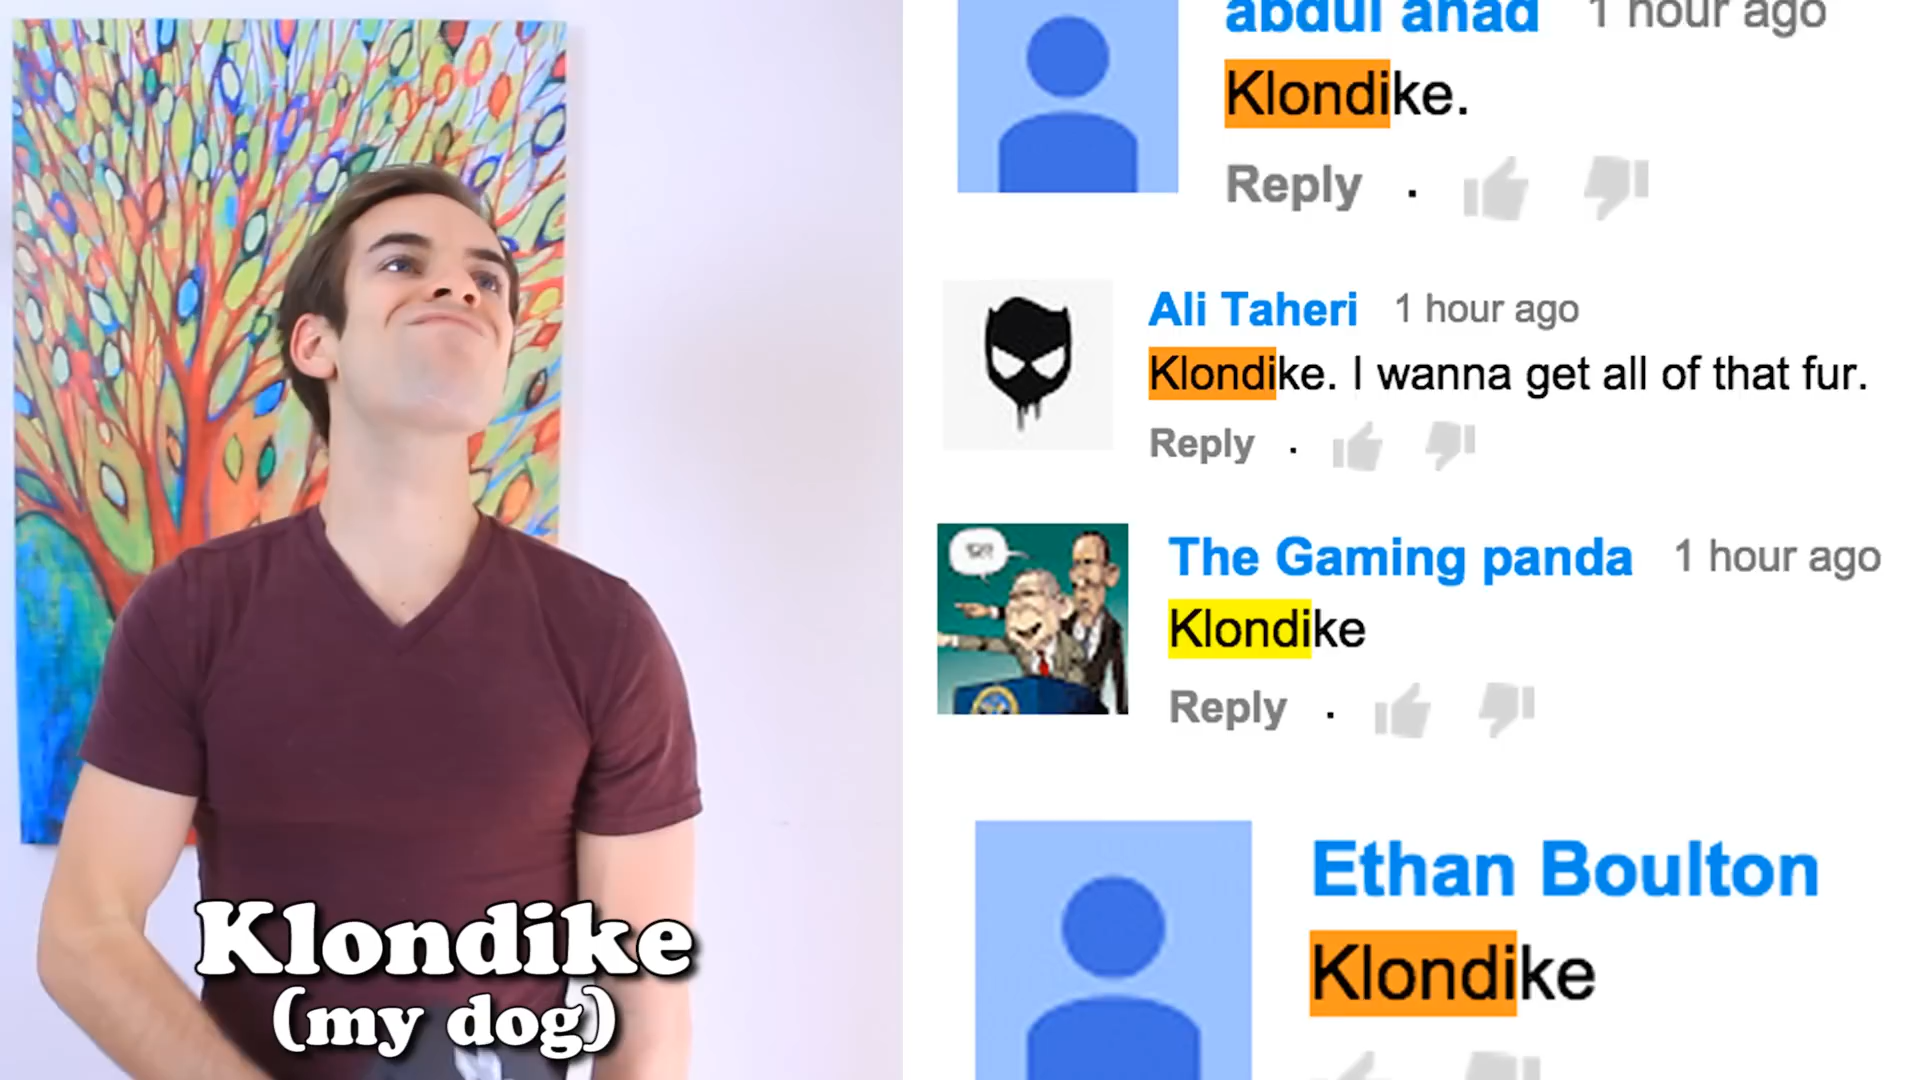 abdul ahad 1 hour ago
Klondike.
Reply .
Ali Taheri 1 hour ago
Klondike. I wanna get all of that fur.
Reply .
The Gaming panda 1 hour ago
Klondike
Reply .
Ethan Boulton
Klondike
Klondike
(my dog)